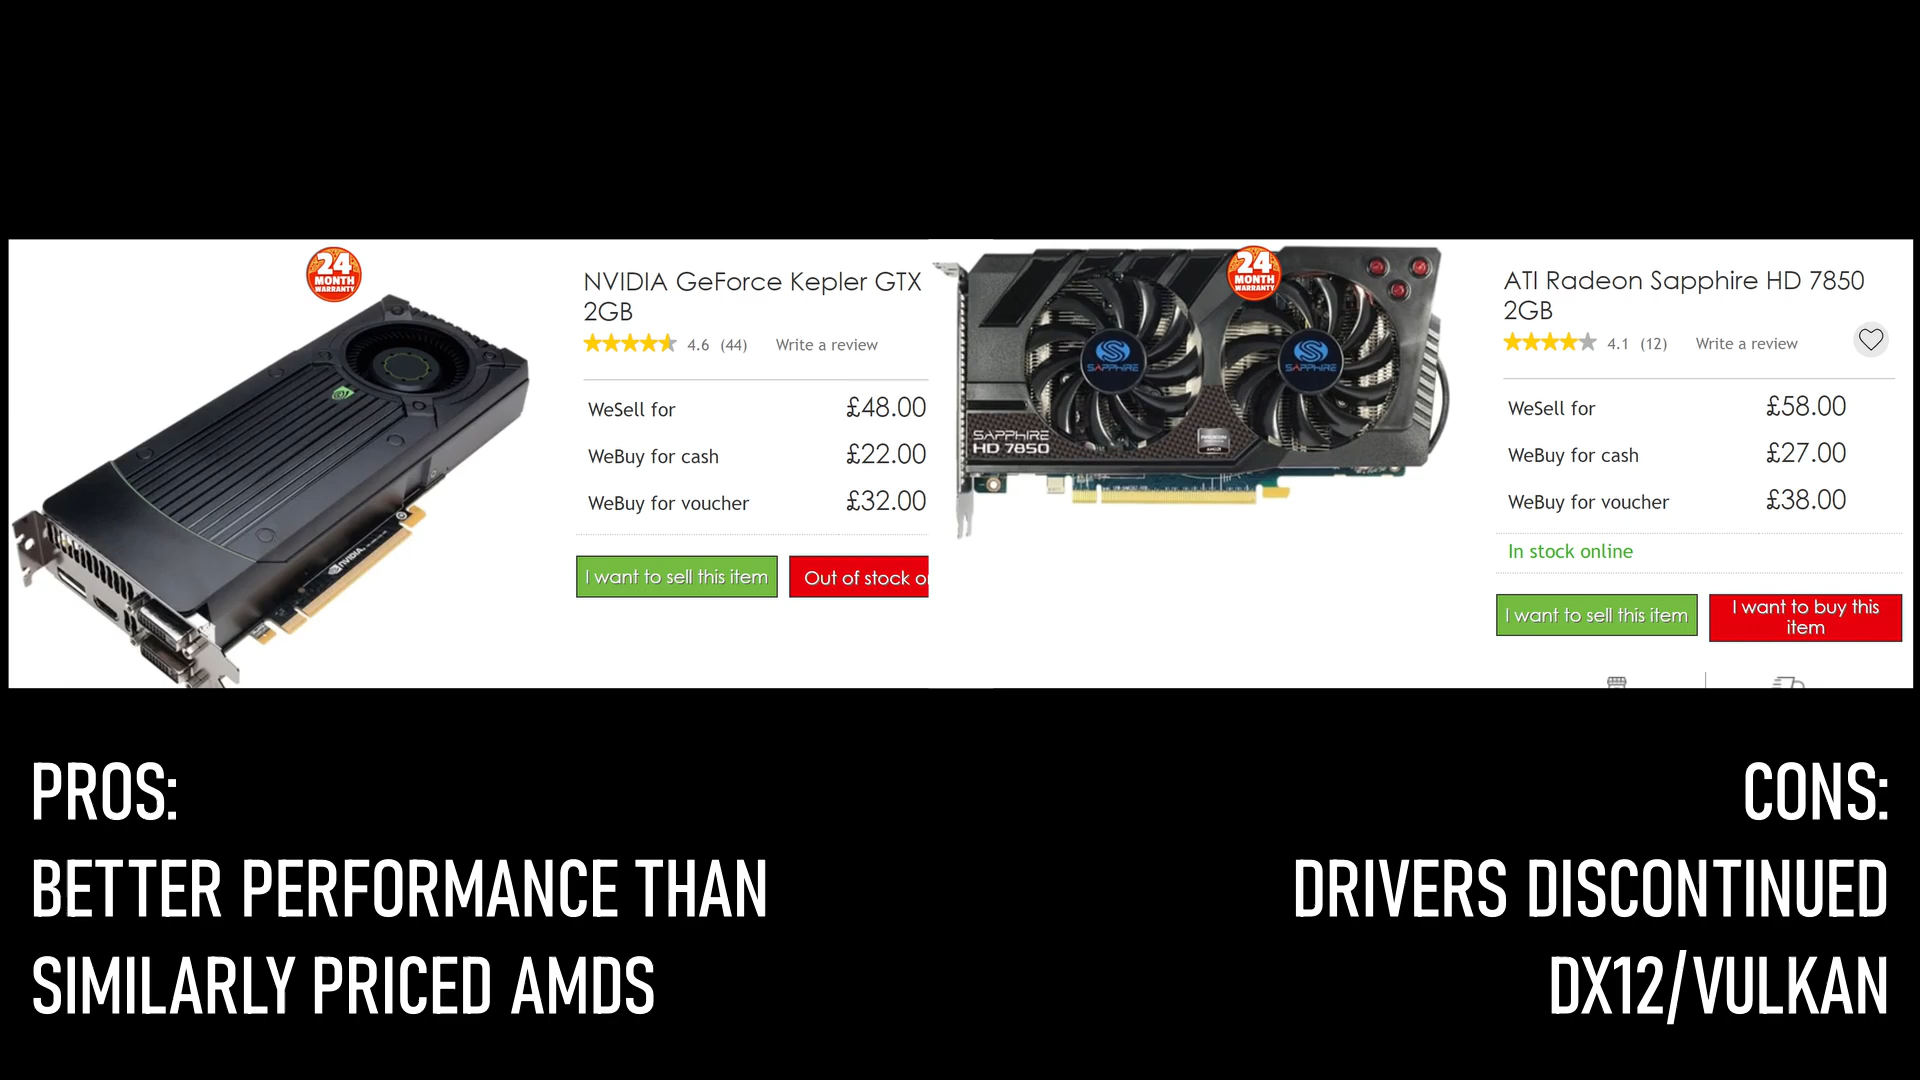 24
MONTH
WARRANTY
NVIDIA GeForce Kepler GTX
2GB
4.6 (44) Write a review
WeSell for £48.00
WeBuy for cash £22.00
WeBuy for voucher £32.00
I want to sell this item
Out of stock o
NVIDIA
24
MONTH
WARRANTY
SAPPHIRE
SAPPHIRE
SAPPHIRE
HD 7850
RADEON
AMD
ATI Radeon Sapphire HD 7850
2GB
4.1 (12) Write a review
WeSell for £58.00
WeBuy for cash £27.00
WeBuy for voucher £38.00
In stock online
I want to sell this item
I want to buy this
item
PROS:
BETTER PERFORMANCE THAN
SIMILARLY PRICED AMDS
CONS:
DRIVERS DISCONTINUED
DX12/VULKAN